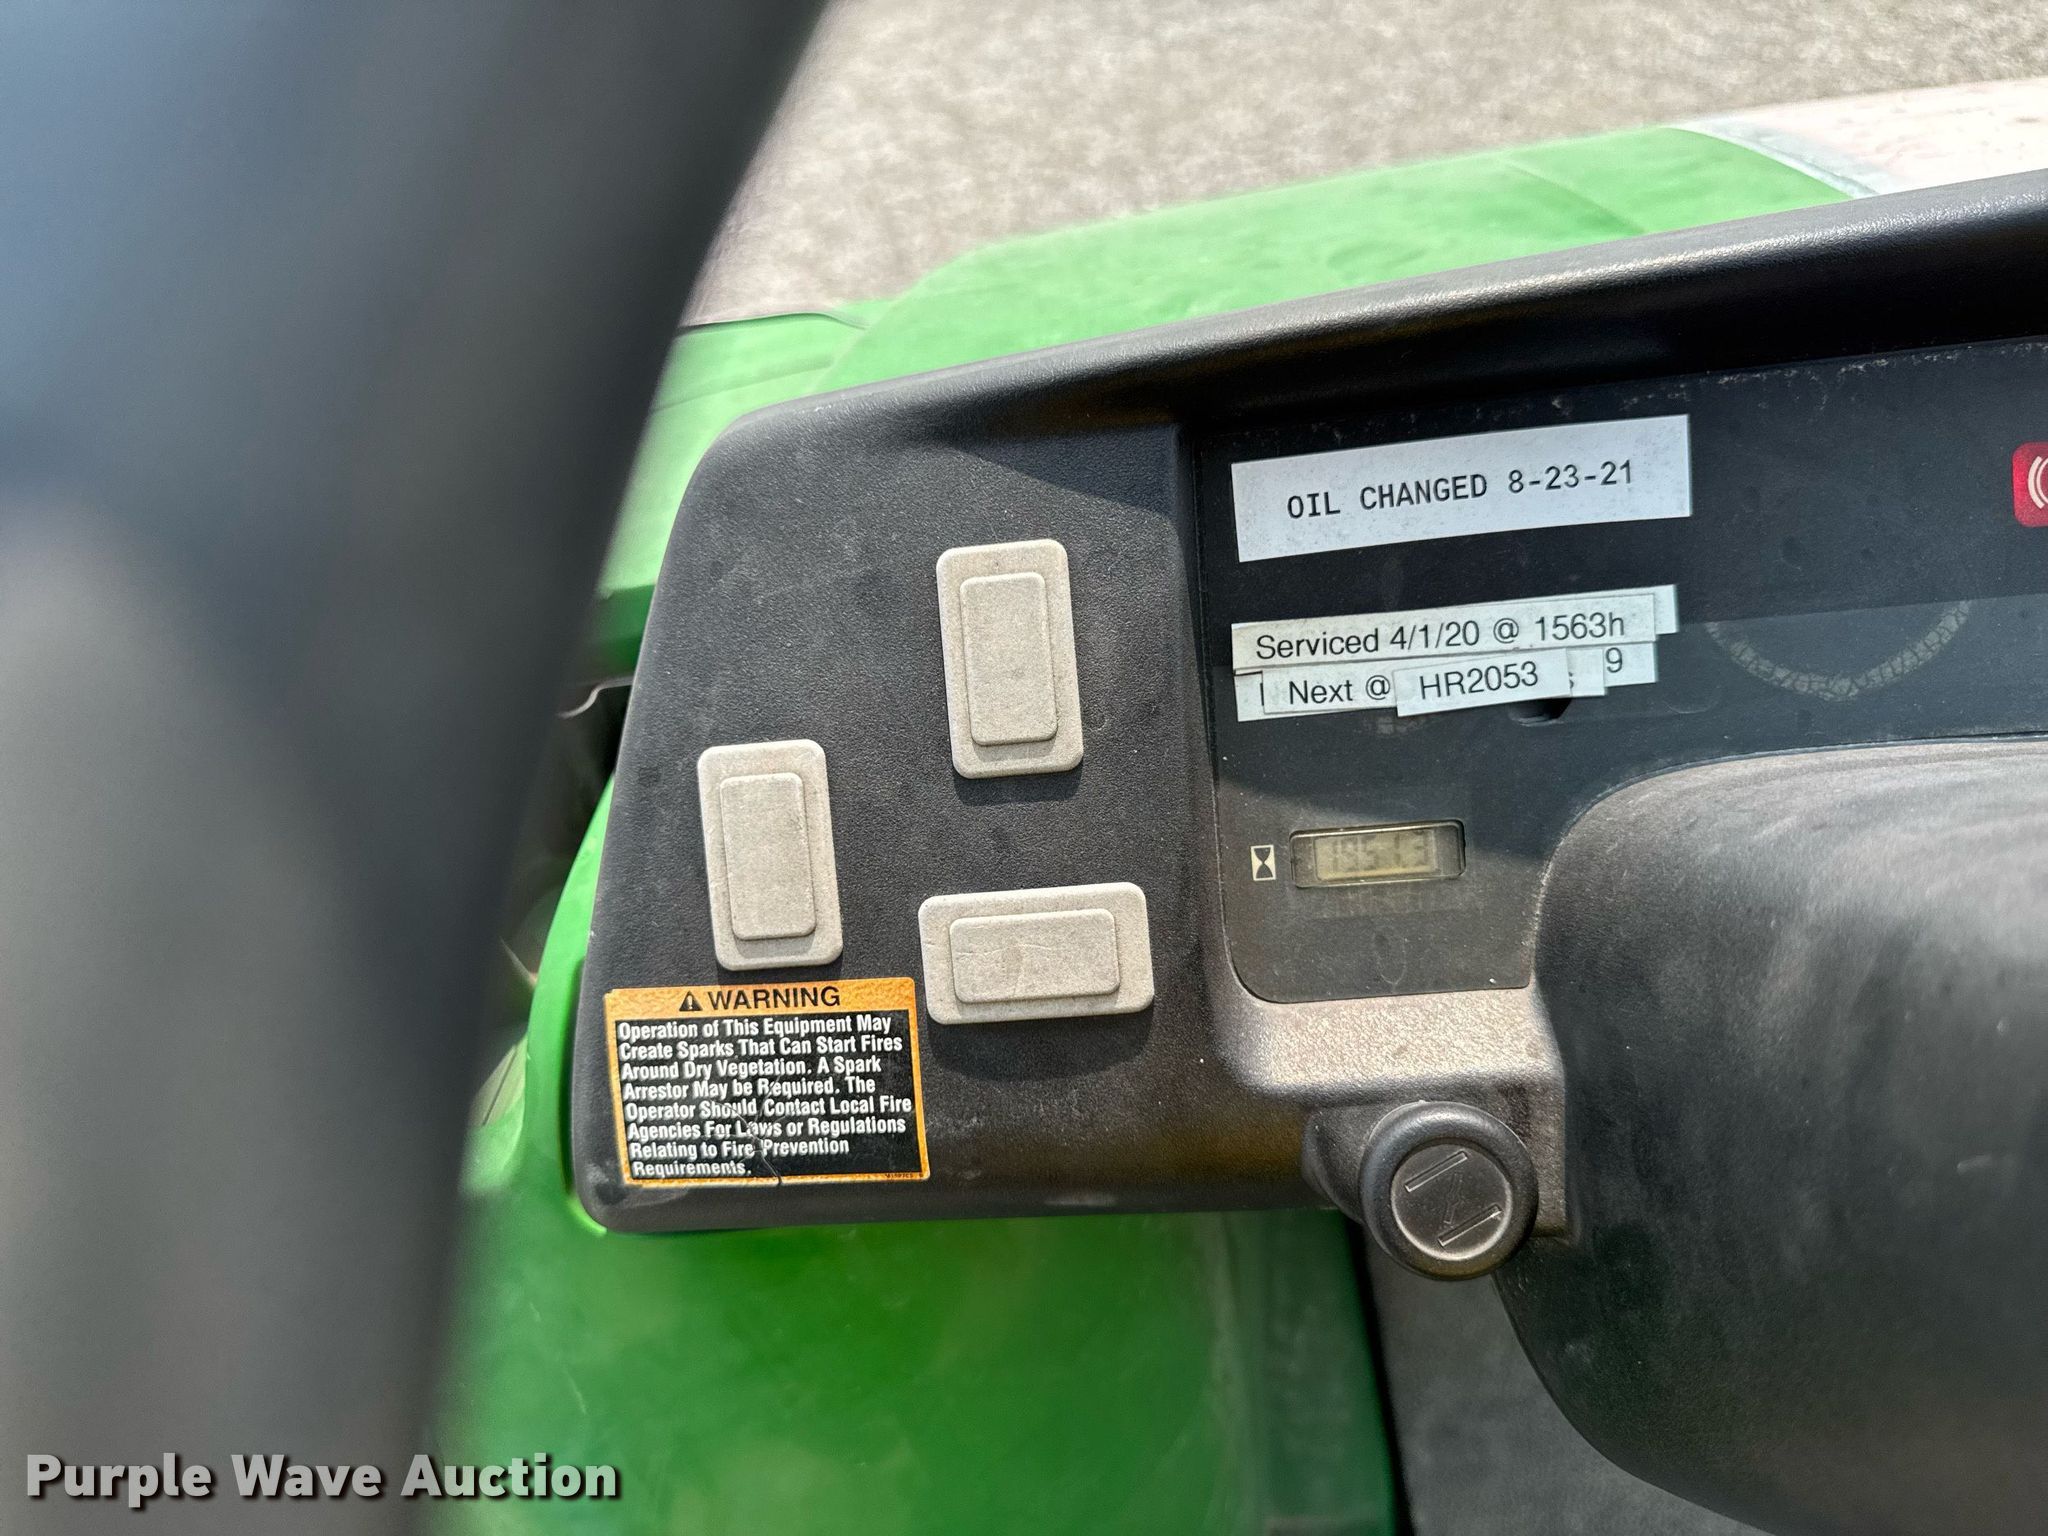 OIL CHANGED 8-23-21
Serviced 4/1/20 @ 1563h
Next @ HR2053 9
WARNING
Operation of This Equipment May
Create Sparks That Can Start Fires
Around Dry Vegetation. A Spark
Arrestor May be Required. The
Operator Should Contact Local Fire
Agencies For Laws or Regulations
Relating to Fire Prevention
Requirements.
Purple Wave Auction